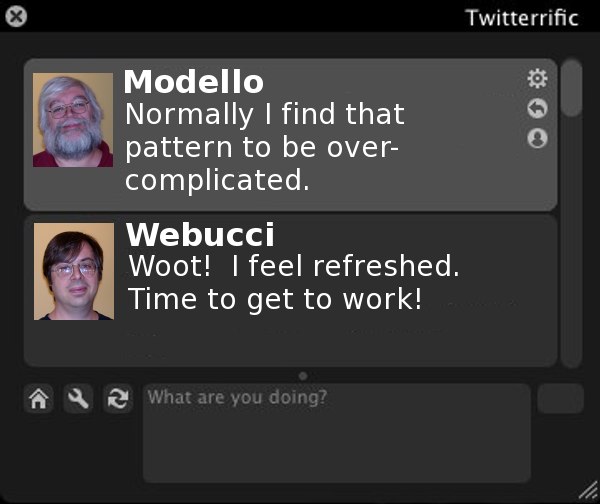 Twitterrific
Modello
Normally I find that
pattern to be over-
complicated.
Webucci
Woot!  I feel refreshed.
Time to get to work!
What are you doing?